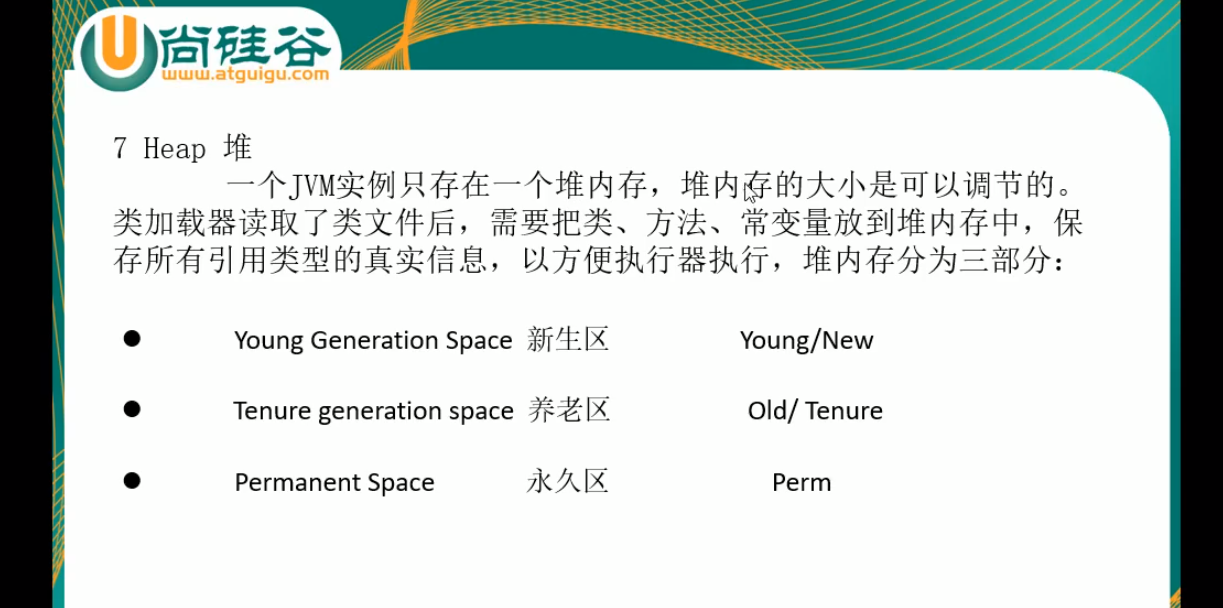 尚硅谷
www.atguigu.com
7 Heap 堆
一个JVM实例只存在一个堆内存，堆内存的大小是可以调节的。
类加载器读取了类文件后，需要把类、方法、常变量放到堆内存中，保
存所有引用类型的真实信息，以方便执行器执行，堆内存分为三部分：
● Young Generation Space 新生区 Young/New
● Tenure generation space 养老区 Old/ Tenure
● Permanent Space 永久区 Perm